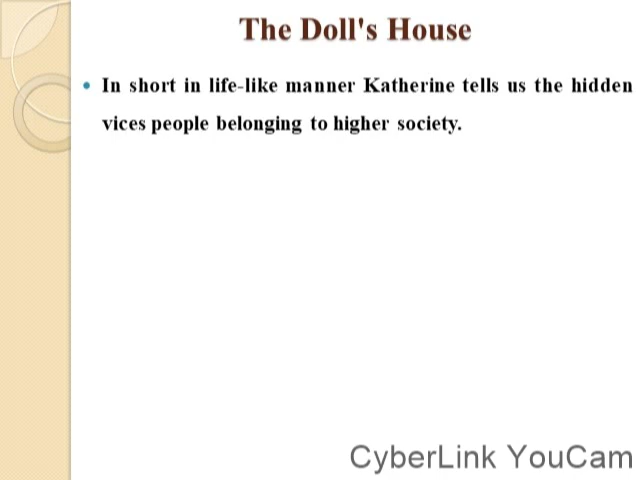 The Doll's House
• In short in life-like manner Katherine tells us the hidden
vices people belonging to higher society.
CyberLink YouCam